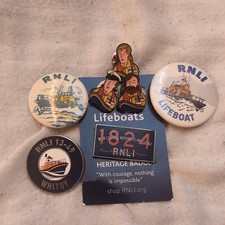 RNLI
RNLI
LIFEBOAT
Lifeboats
1824
RNLI
HERITAGE BADGE
"With courage, nothing
is impossible"
shop.RNLI.org
RNLI 13-49
WHITBY